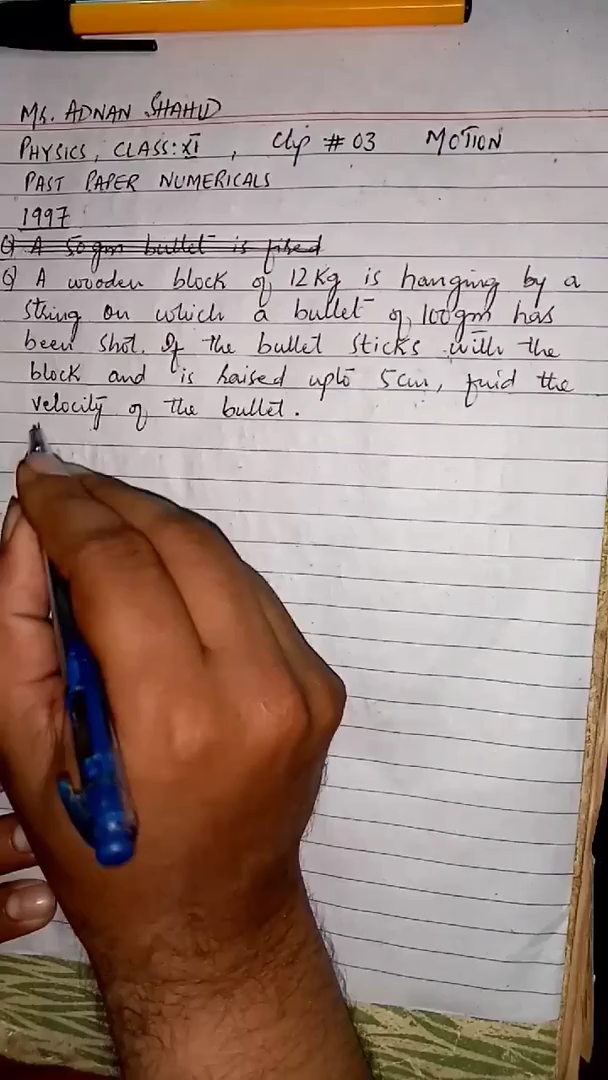 MR. ADNAN SHAHID
PHYSICS, CLASS: XI , Clip # 03 MOTION
PAST PAPER NUMERICALS
1997
Q) A 50gm bullet is fired
Q) A wooden block of 12Kg is hanging by a
string on which a bullet of 100gm has
been shot. If the bullet sticks with the
block and is raised upto 5cm, find the
velocity of the bullet.